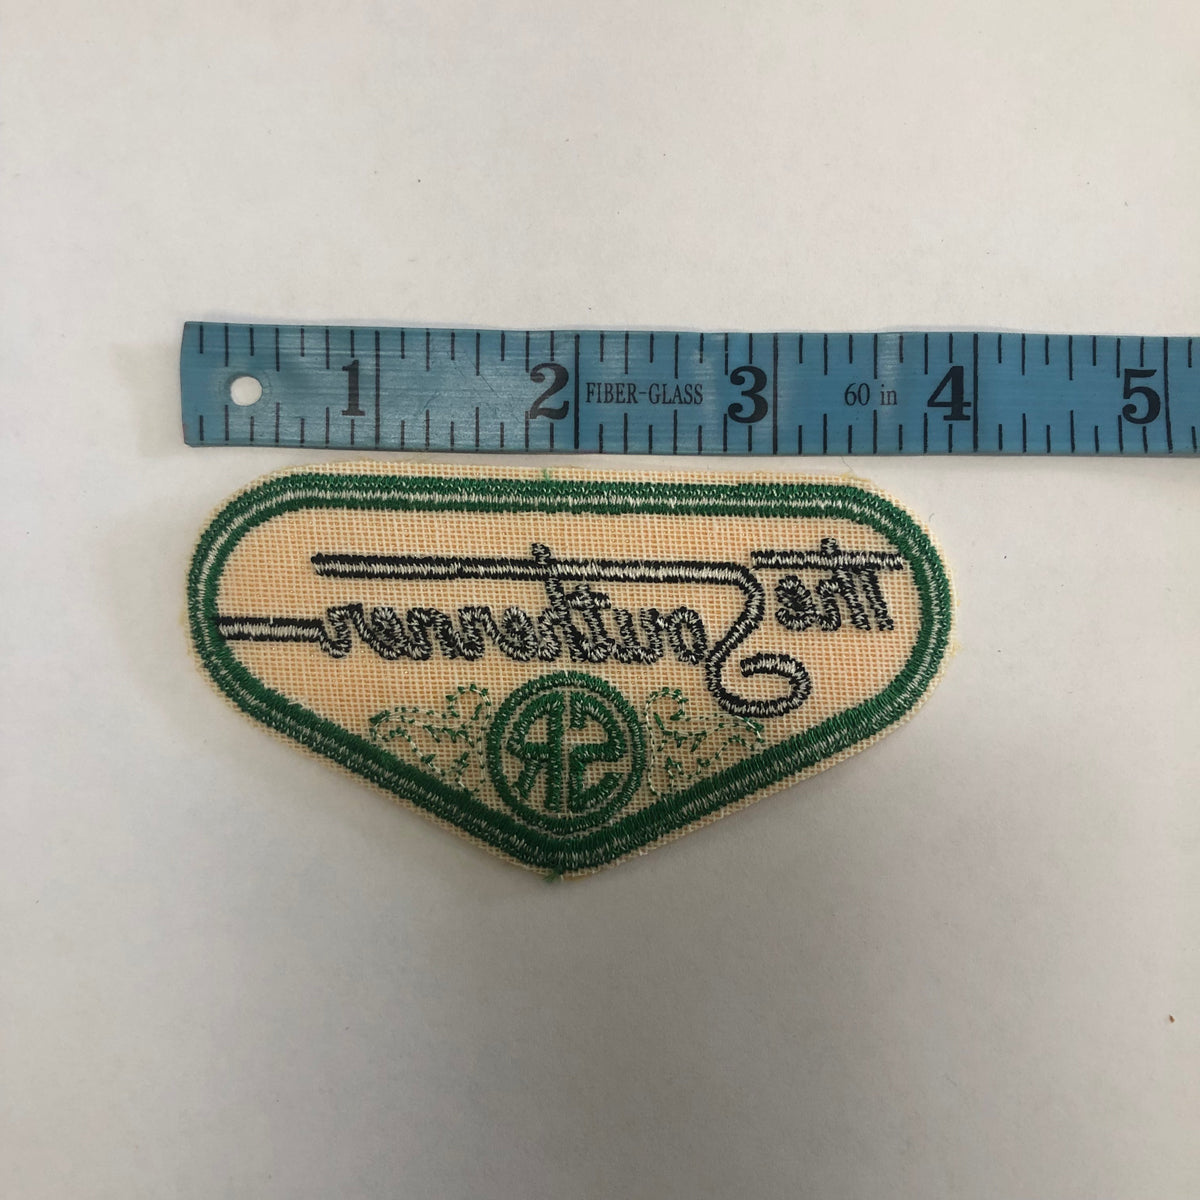 1 2 FIBER-GLASS 3 60 in 4 5
The Southerner
SR